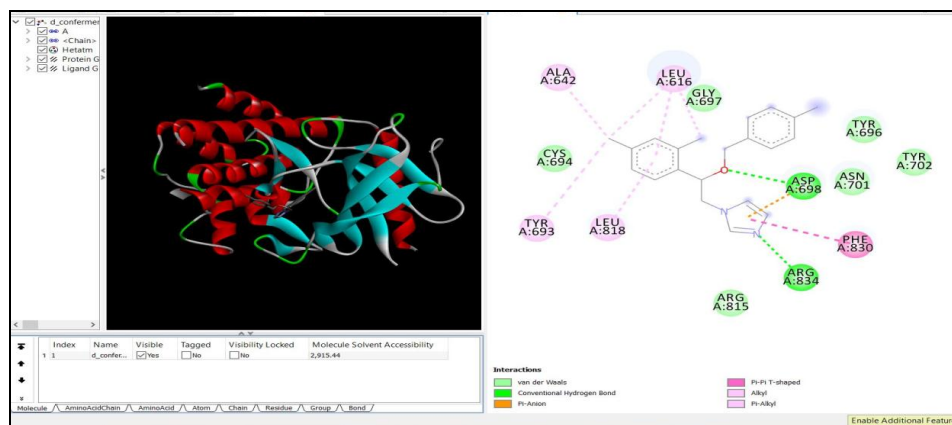 d_confermer
A
<Chain>
Hetatm
Protein G
Ligand G
Index Name Visible Tagged Visibility Locked Molecule Solvent Accessibility
1 1 d_confer... Yes No No 2,915.44
Molecule AminoAcidChain AminoAcid Atom Chain Residue Group Bond
ALA
A:642
LEU
A:616
GLY
A:697
TYR
A:696
CYS
A:694
TYR
A:702
ASP
A:698
ASN
A:701
O
N
N
TYR
A:693
LEU
A:818
PHE
A:830
ARG
A:834
ARG
A:815
Interactions
van der Waals
Conventional Hydrogen Bond
Pi-Anion
Pi-Pi T-shaped
Alkyl
Pi-Alkyl
Enable Additional Feature